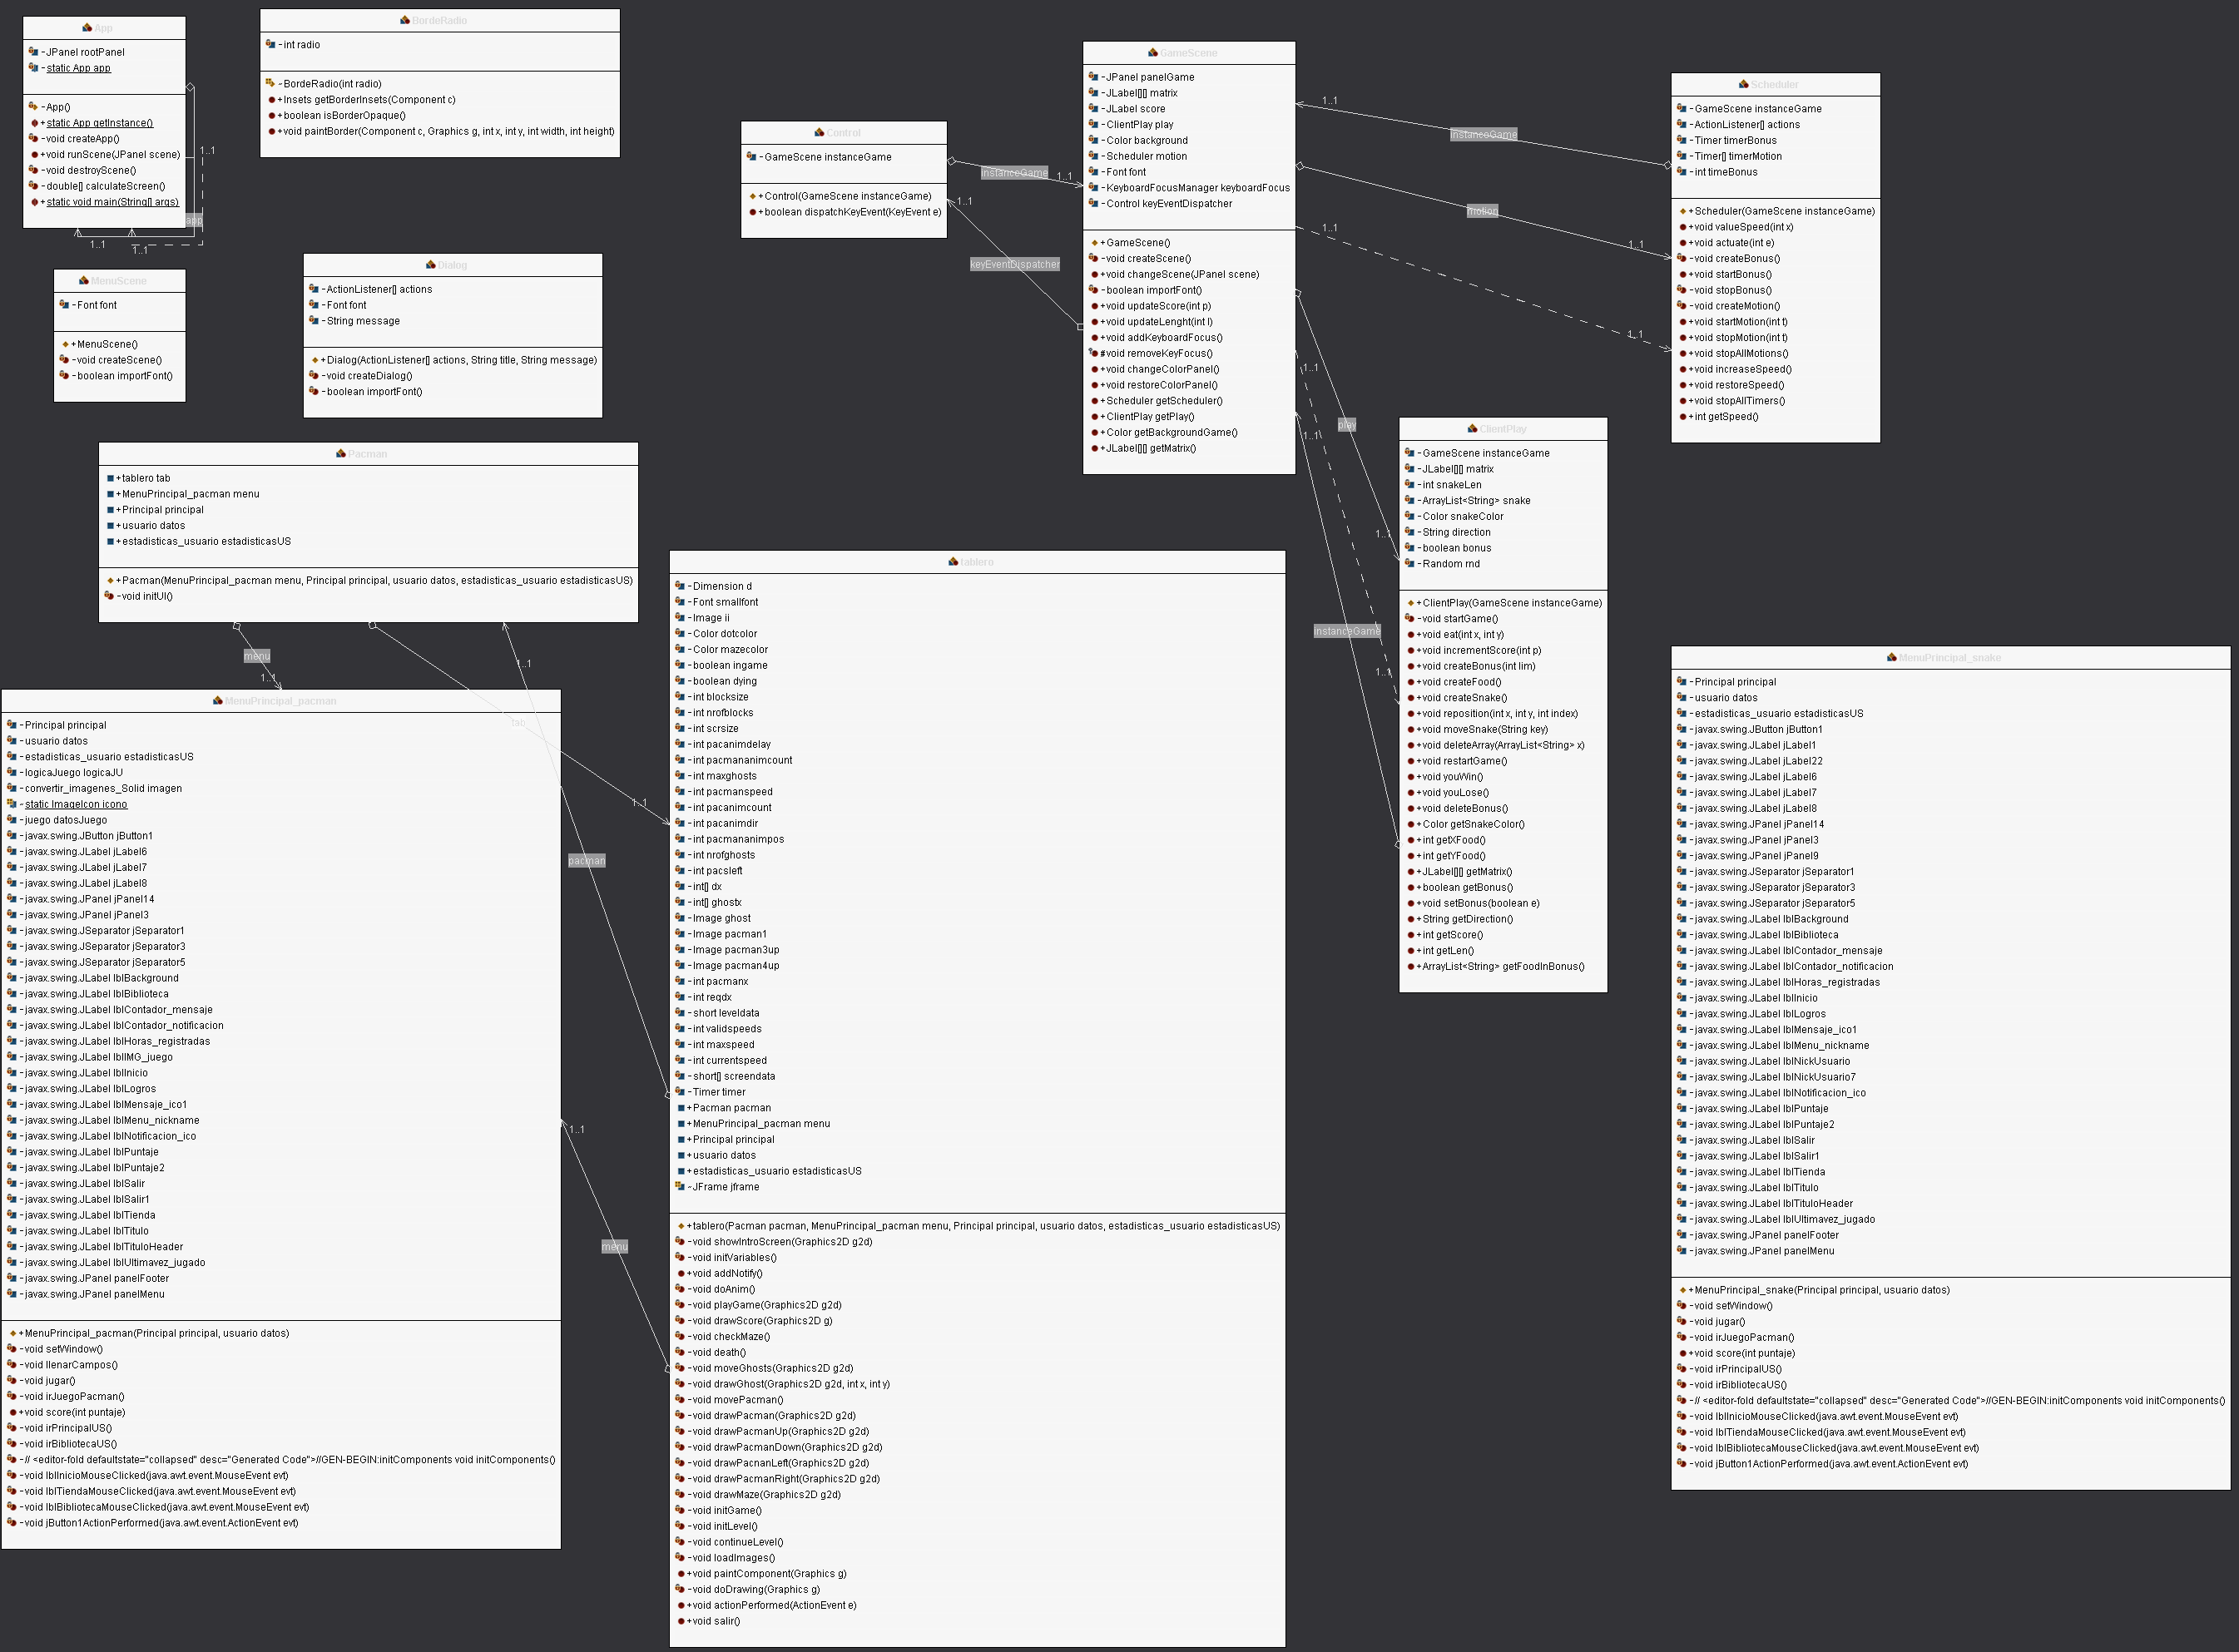 App
-JPanel rootPanel
-static App app
-App()
+static App getInstance()
-void createApp()
+void runScene(JPanel scene)
-void destroyScene()
-double[] calculateScreen()
+static void main(String[] args)
1..1
app
1..1
1..1
BordeRadio
-int radio
-BordeRadio(int radio)
+Insets getBorderInsets(Component c)
+boolean isBorderOpaque()
+void paintBorder(Component c, Graphics g, int x, int y, int width, int height)
MenuScene
-Font font
+MenuScene()
-void createScene()
-boolean importFont()
Dialog
-ActionListener[] actions
-Font font
-String message
+Dialog(ActionListener[] actions, String title, String message)
-void createDialog()
-boolean importFont()
Control
-GameScene instanceGame
+Control(GameScene instanceGame)
+boolean dispatchKeyEvent(KeyEvent e)
instanceGame
1..1
1..1
keyEventDispatcher
GameScene
-JPanel panelGame
-JLabel[][] matrix
-JLabel score
-ClientPlay play
-Color background
-Scheduler motion
-Font font
-KeyboardFocusManager keyboardFocus
-Control keyEventDispatcher
+GameScene()
-void createScene()
+void changeScene(JPanel scene)
-boolean importFont()
+void updateScore(int p)
+void updateLenght(int l)
+void addKeyboardFocus()
#void removeKeyFocus()
+void changeColorPanel()
+void restoreColorPanel()
+Scheduler getScheduler()
+ClientPlay getPlay()
+Color getBackgroundGame()
+JLabel[][] getMatrix()
1..1
instanceGame
motion
1..1
1..1
1..1
1..1
play
1..1
1..1
instanceGame
1..1
Scheduler
-GameScene instanceGame
-ActionListener[] actions
-Timer timerBonus
-Timer[] timerMotion
-int timeBonus
+Scheduler(GameScene instanceGame)
+void valueSpeed(int x)
+void actuate(int e)
-void createBonus()
+void startBonus()
-void stopBonus()
-void createMotion()
+void startMotion(int t)
+void stopMotion(int t)
+void stopAllMotions()
+void increaseSpeed()
+void restoreSpeed()
+void stopAllTimers()
+int getSpeed()
ClientPlay
-GameScene instanceGame
-JLabel[][] matrix
-int snakeLen
-ArrayList<String> snake
-Color snakeColor
-String direction
-boolean bonus
-Random rnd
+ClientPlay(GameScene instanceGame)
-void startGame()
+void eat(int x, int y)
+void incrementScore(int p)
+void createBonus(int lim)
+void createFood()
+void createSnake()
+void reposition(int x, int y, int index)
+void moveSnake(String key)
+void deleteArray(ArrayList<String> x)
+void restartGame()
+void youWin()
+void youLose()
+void deleteBonus()
+Color getSnakeColor()
+int getXFood()
+int getYFood()
+JLabel[][] getMatrix()
+boolean getBonus()
+void setBonus(boolean e)
+String getDirection()
+int getScore()
+int getLen()
+ArrayList<String> getFoodInBonus()
Pacman
+tablero tab
+MenuPrincipal_pacman menu
+Principal principal
+usuario datos
+estadisticas_usuario estadisticasUS
+Pacman(MenuPrincipal_pacman menu, Principal principal, usuario datos, estadisticas_usuario estadisticasUS)
-void initUI()
menu
1..1
1..1
tab
1..1
pacman
1..1
menu
MenuPrincipal_pacman
-Principal principal
-usuario datos
-estadisticas_usuario estadisticasUS
-logicaJuego logicaJU
-convertir_imagenes_Solid imagen
-static ImageIcon icono
-juego datosJuego
-javax.swing.JButton jButton1
-javax.swing.JLabel jLabel6
-javax.swing.JLabel jLabel7
-javax.swing.JLabel jLabel8
-javax.swing.JPanel jPanel14
-javax.swing.JPanel jPanel3
-javax.swing.JSeparator jSeparator1
-javax.swing.JSeparator jSeparator3
-javax.swing.JSeparator jSeparator5
-javax.swing.JLabel lblBackground
-javax.swing.JLabel lblBiblioteca
-javax.swing.JLabel lblContador_mensaje
-javax.swing.JLabel lblContador_notificacion
-javax.swing.JLabel lblHoras_registradas
-javax.swing.JLabel lblIMG_juego
-javax.swing.JLabel lblInicio
-javax.swing.JLabel lblLogros
-javax.swing.JLabel lblMensaje_ico1
-javax.swing.JLabel lblMenu_nickname
-javax.swing.JLabel lblNotificacion_ico
-javax.swing.JLabel lblPuntaje
-javax.swing.JLabel lblPuntaje2
-javax.swing.JLabel lblSalir
-javax.swing.JLabel lblSalir1
-javax.swing.JLabel lblTienda
-javax.swing.JLabel lblTitulo
-javax.swing.JLabel lblTituloHeader
-javax.swing.JLabel lblUltimavez_jugado
-javax.swing.JPanel panelFooter
-javax.swing.JPanel panelMenu
+MenuPrincipal_pacman(Principal principal, usuario datos)
-void setWindow()
-void llenarCampos()
-void jugar()
-void irJuegoPacman()
+void score(int puntaje)
-void irPrincipalUS()
-void irBibliotecaUS()
-// <editor-fold defaultstate="collapsed" desc="Generated Code">//GEN-BEGIN:initComponents void initComponents()
-void lblInicioMouseClicked(java.awt.event.MouseEvent evt)
-void lblTiendaMouseClicked(java.awt.event.MouseEvent evt)
-void lblBibliotecaMouseClicked(java.awt.event.MouseEvent evt)
-void jButton1ActionPerformed(java.awt.event.ActionEvent evt)
tablero
-Dimension d
-Font smallfont
-Image ii
-Color dotcolor
-Color mazecolor
-boolean ingame
-boolean dying
-int blocksize
-int nrofblocks
-int scrsize
-int pacanimdelay
-int pacmananimcount
-int maxghosts
-int pacmanspeed
-int pacanimcount
-int pacanimdir
-int pacmananimpos
-int nrofghosts
-int pacsleft
-int[] dx
-int[] ghostx
-Image ghost
-Image pacman1
-Image pacman3up
-Image pacman4up
-int pacmanx
-int reqdx
-short leveldata
-int validspeeds
-int maxspeed
-int currentspeed
-short[] screendata
-Timer timer
+Pacman pacman
+MenuPrincipal_pacman menu
+Principal principal
+usuario datos
+estadisticas_usuario estadisticasUS
~JFrame jframe
+tablero(Pacman pacman, MenuPrincipal_pacman menu, Principal principal, usuario datos, estadisticas_usuario estadisticasUS)
-void showIntroScreen(Graphics2D g2d)
-void initVariables()
+void addNotify()
-void doAnim()
-void playGame(Graphics2D g2d)
-void drawScore(Graphics2D g)
-void checkMaze()
-void death()
-void moveGhosts(Graphics2D g2d)
-void drawGhost(Graphics2D g2d, int x, int y)
-void movePacman()
-void drawPacman(Graphics2D g2d)
-void drawPacmanUp(Graphics2D g2d)
-void drawPacmanDown(Graphics2D g2d)
-void drawPacnanLeft(Graphics2D g2d)
-void drawPacmanRight(Graphics2D g2d)
-void drawMaze(Graphics2D g2d)
-void initGame()
-void initLevel()
-void continueLevel()
-void loadImages()
+void paintComponent(Graphics g)
-void doDrawing(Graphics g)
+void actionPerformed(ActionEvent e)
+void salir()
MenuPrincipal_snake
-Principal principal
-usuario datos
-estadisticas_usuario estadisticasUS
-javax.swing.JButton jButton1
-javax.swing.JLabel jLabel1
-javax.swing.JLabel jLabel22
-javax.swing.JLabel jLabel6
-javax.swing.JLabel jLabel7
-javax.swing.JLabel jLabel8
-javax.swing.JPanel jPanel14
-javax.swing.JPanel jPanel3
-javax.swing.JPanel jPanel9
-javax.swing.JSeparator jSeparator1
-javax.swing.JSeparator jSeparator3
-javax.swing.JSeparator jSeparator5
-javax.swing.JLabel lblBackground
-javax.swing.JLabel lblBiblioteca
-javax.swing.JLabel lblContador_mensaje
-javax.swing.JLabel lblContador_notificacion
-javax.swing.JLabel lblHoras_registradas
-javax.swing.JLabel lblInicio
-javax.swing.JLabel lblLogros
-javax.swing.JLabel lblMensaje_ico1
-javax.swing.JLabel lblMenu_nickname
-javax.swing.JLabel lblNickUsuario
-javax.swing.JLabel lblNickUsuario7
-javax.swing.JLabel lblNotificacion_ico
-javax.swing.JLabel lblPuntaje
-javax.swing.JLabel lblPuntaje2
-javax.swing.JLabel lblSalir
-javax.swing.JLabel lblSalir1
-javax.swing.JLabel lblTienda
-javax.swing.JLabel lblTitulo
-javax.swing.JLabel lblTituloHeader
-javax.swing.JLabel lblUltimavez_jugado
-javax.swing.JPanel panelFooter
-javax.swing.JPanel panelMenu
+MenuPrincipal_snake(Principal principal, usuario datos)
-void setWindow()
-void jugar()
-void irJuegoPacman()
+void score(int puntaje)
-void irPrincipalUS()
-void irBibliotecaUS()
-// <editor-fold defaultstate="collapsed" desc="Generated Code">//GEN-BEGIN:initComponents void initComponents()
-void lblInicioMouseClicked(java.awt.event.MouseEvent evt)
-void lblTiendaMouseClicked(java.awt.event.MouseEvent evt)
-void lblBibliotecaMouseClicked(java.awt.event.MouseEvent evt)
-void jButton1ActionPerformed(java.awt.event.ActionEvent evt)